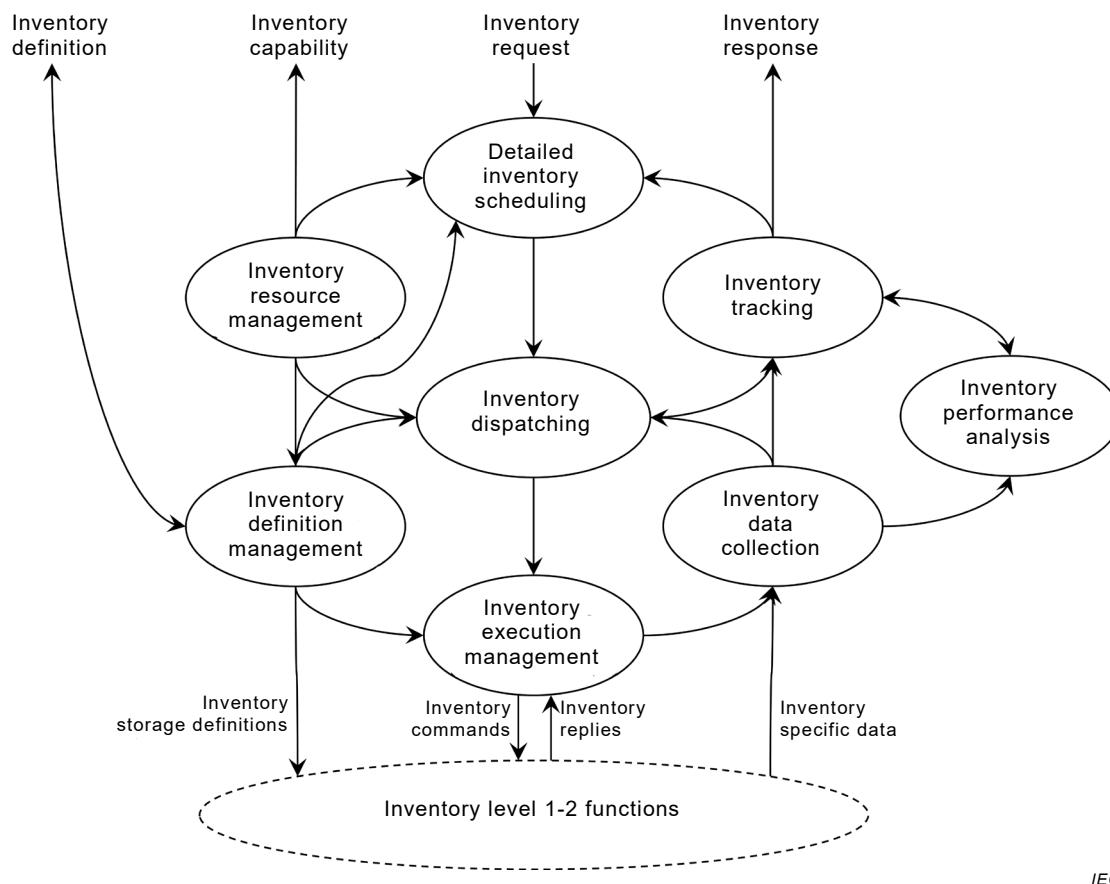 Inventory
definition
Inventory
capability
Inventory
request
Inventory
response
Detailed
inventory
scheduling
Inventory
resource
management
Inventory
tracking
Inventory
dispatching
Inventory
performance
analysis
Inventory
definition
management
Inventory
data
collection
Inventory
execution
management
Inventory
storage definitions
Inventory
commands
Inventory
replies
Inventory
specific data
Inventory level 1-2 functions